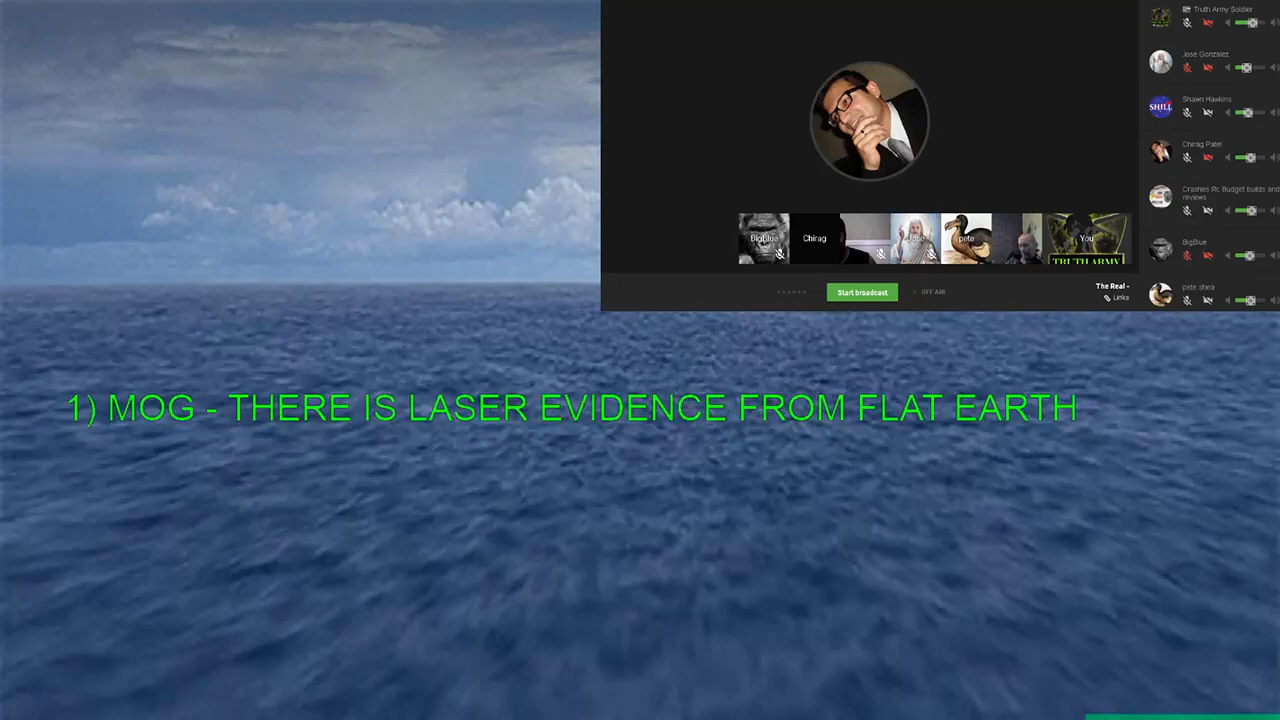 Truth Army Soldier
Jose Gonzalez
Shawn Hawkins
SHILL
Chirag Patel
Crashes Rc Budget builds and
reviews
BigBlue
Chirag
Jose
pete
You
TRUTH ARMY
BigBlue
pete shea
Start broadcast
OFF AIR
The Real -
Links
1) MOG - THERE IS LASER EVIDENCE FROM FLAT EARTH